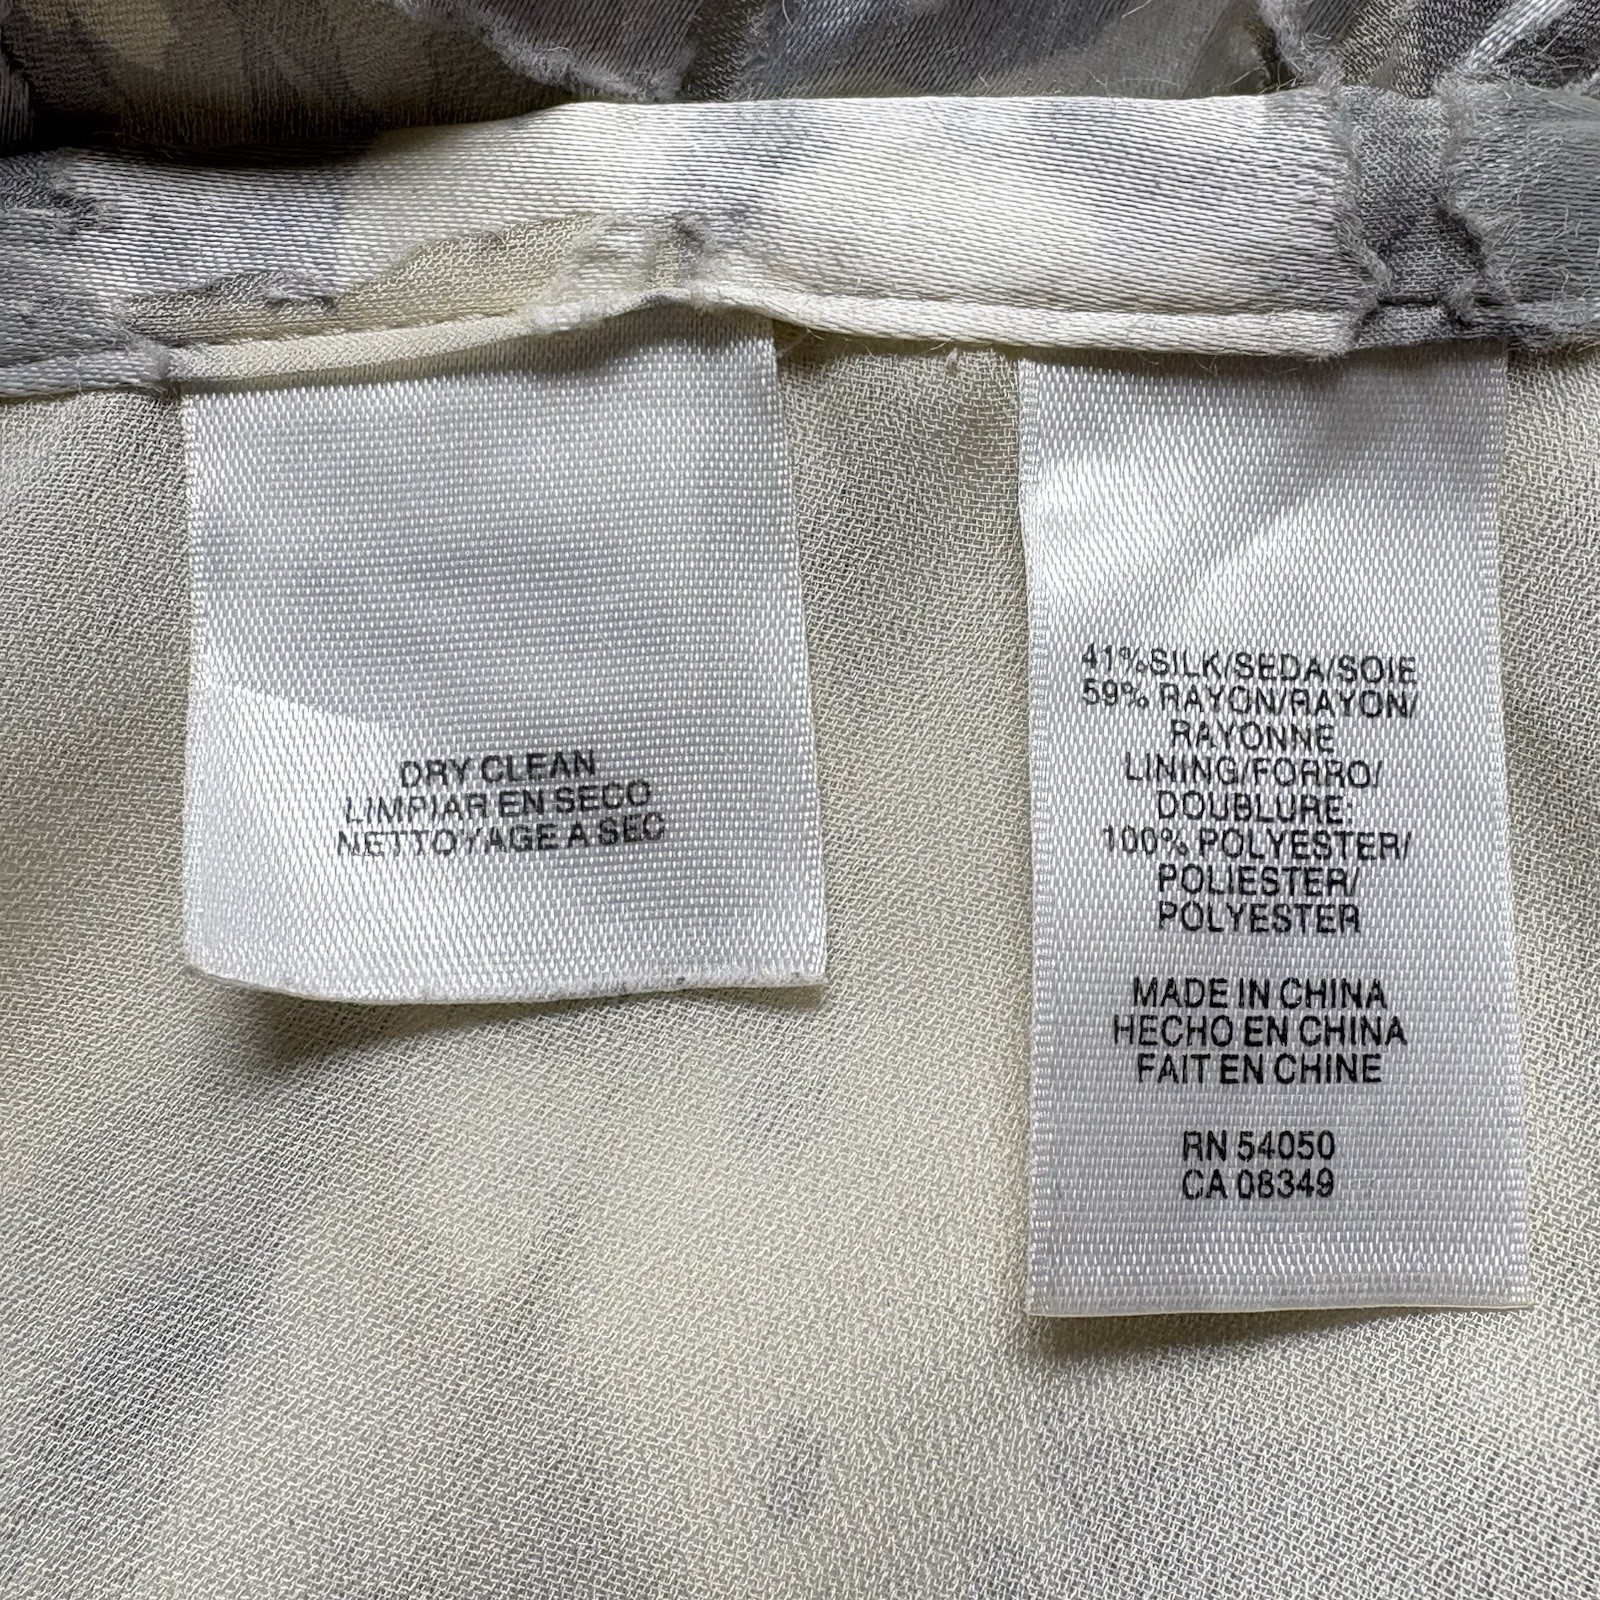 DRY CLEAN
LIMPIAR EN SECO
NETTOYAGE A SEC
41%SILK/SEDA/SOIE
59% RAYON/RAYON/
RAYONNE
LINING/FORRO/
DOUBLURE:
100% POLYESTER/
POLIESTER/
POLYESTER
MADE IN CHINA
HECHO EN CHINA
FAIT EN CHINE
RN 54050
CA 08349